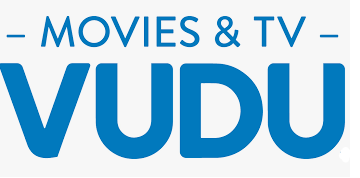 – MOVIES & TV –
VUDU